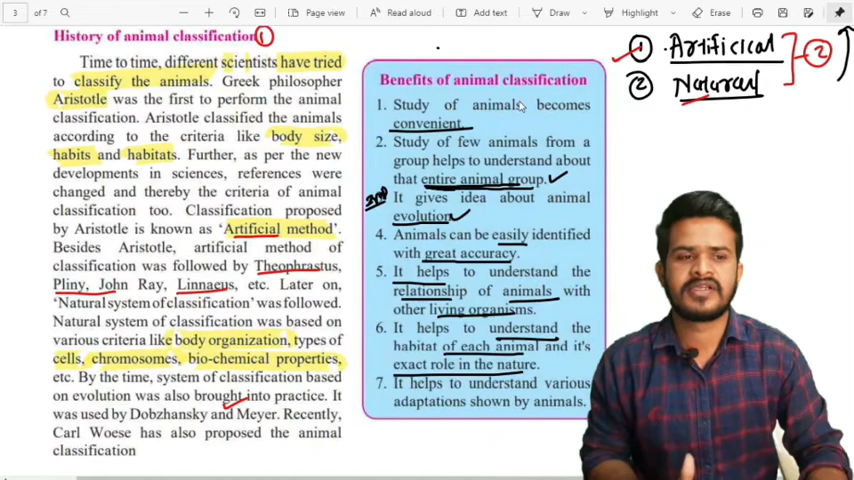 3 of 7
Page view
Read aloud
Add text
Draw
Highlight
Erase
History of animal classification 1
Time to time, different scientists have tried
to classify the animals. Greek philosopher
Aristotle was the first to perform the animal
classification. Aristotle classified the animals
according to the criteria like body size,
habits and habitats. Further, as per the new
developments in sciences, references were
changed and thereby the criteria of animal
classification too. Classification proposed
by Aristotle is known as ‘Artificial method’.
Besides Aristotle, artificial method of
classification was followed by Theophrastus,
Pliny, John Ray, Linnaeus, etc. Later on,
‘Natural system of classification’ was followed.
Natural system of classification was based on
various criteria like body organization, types of
cells, chromosomes, bio-chemical properties,
etc. By the time, system of classification based
on evolution was also brought into practice. It
was used by Dobzhansky and Meyer. Recently,
Carl Woese has also proposed the animal
classification
Benefits of animal classification
1. Study of animals becomes
convenient.
2. Study of few animals from a
group helps to understand about
that entire animal group.
3. It gives idea about animal
evolution.
4. Animals can be easily identified
with great accuracy.
5. It helps to understand the
relationship of animals with
other living organisms.
6. It helps to understand the
habitat of each animal and it's
exact role in the nature.
7. It helps to understand various
adaptations shown by animals.
1 Artificical
2 Natural
2